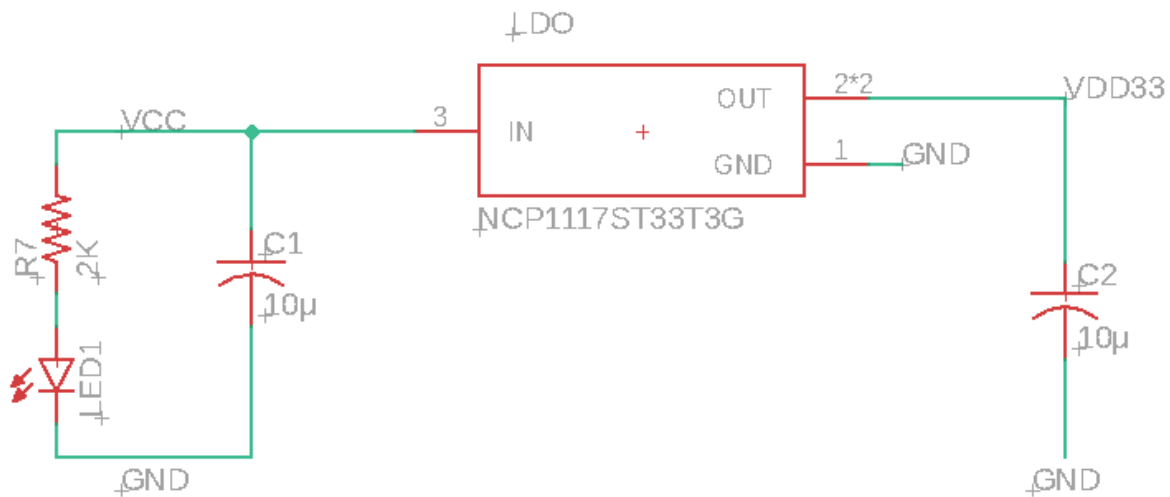 LDO
VCC
3
IN
OUT
2*2
VDD33
GND
1
GND
NCP1117ST33T3G
R7
2K
C1
10µ
C2
10µ
LED1
GND
GND